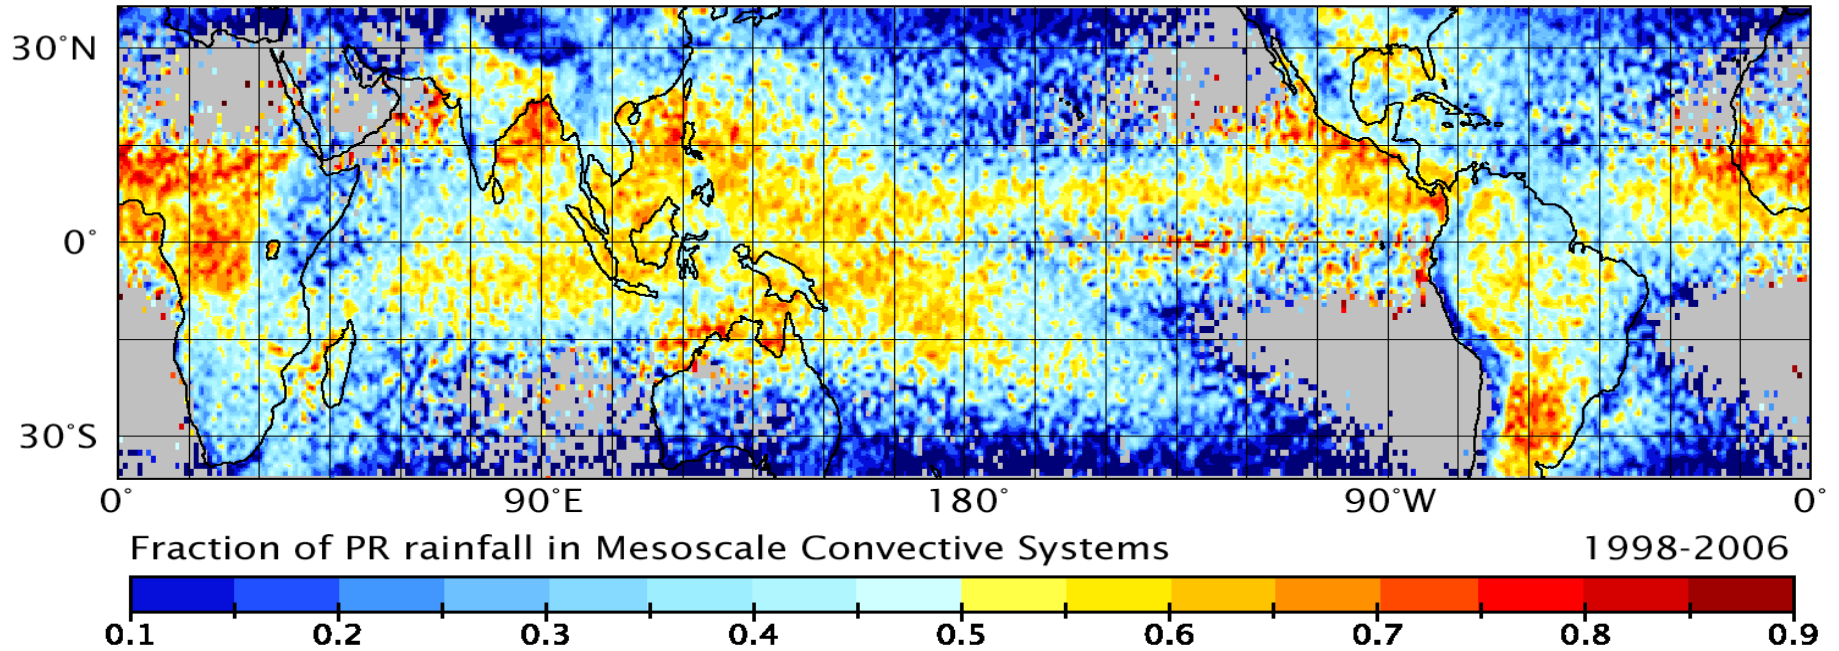 30°N
0°
30°S
0° 90°E 180° 90°W 0°
Fraction of PR rainfall in Mesoscale Convective Systems 1998-2006
0.1 0.2 0.3 0.4 0.5 0.6 0.7 0.8 0.9